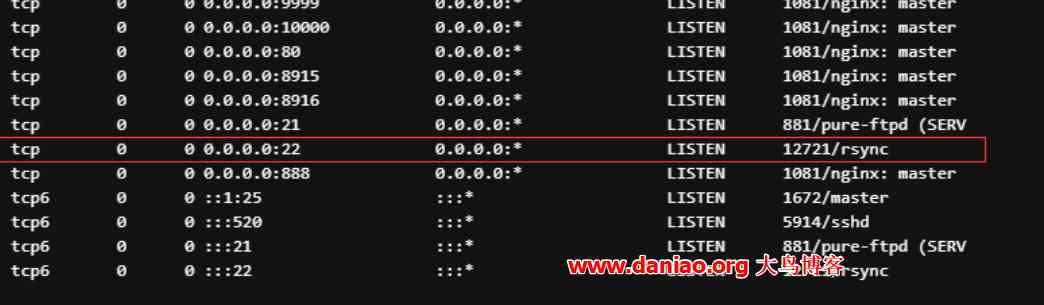 tcp 0 0 0.0.0.0:9999 0.0.0.0:* LISTEN 1081/nginx: master
tcp 0 0 0.0.0.0:10000 0.0.0.0:* LISTEN 1081/nginx: master
tcp 0 0 0.0.0.0:80 0.0.0.0:* LISTEN 1081/nginx: master
tcp 0 0 0.0.0.0:8915 0.0.0.0:* LISTEN 1081/nginx: master
tcp 0 0 0.0.0.0:8916 0.0.0.0:* LISTEN 1081/nginx: master
tcp 0 0 0.0.0.0:21 0.0.0.0:* LISTEN 881/pure-ftpd (SERV
tcp 0 0 0.0.0.0:22 0.0.0.0:* LISTEN 12721/rsync
tcp 0 0 0.0.0.0:888 0.0.0.0:* LISTEN 1081/nginx: master
tcp6 0 0 ::1:25 :::* LISTEN 1672/master
tcp6 0 0 :::520 :::* LISTEN 5914/sshd
tcp6 0 0 :::21 :::* LISTEN 881/pure-ftpd (SERV
www.daniao.org 大鸟博客
tcp6 0 0 :::22 :::* LISTEN rsync